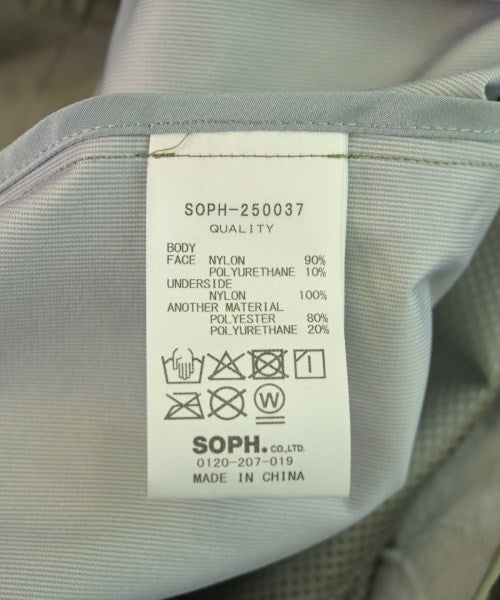 SOPH-250037
QUALITY
BODY
FACE NYLON 90%
POLYURETHANE 10%
UNDERSIDE
NYLON 100%
ANOTHER MATERIAL
POLYESTER 80%
POLYURETHANE 20%
W
SOPH. CO.,LTD.
0120-207-019
MADE IN CHINA